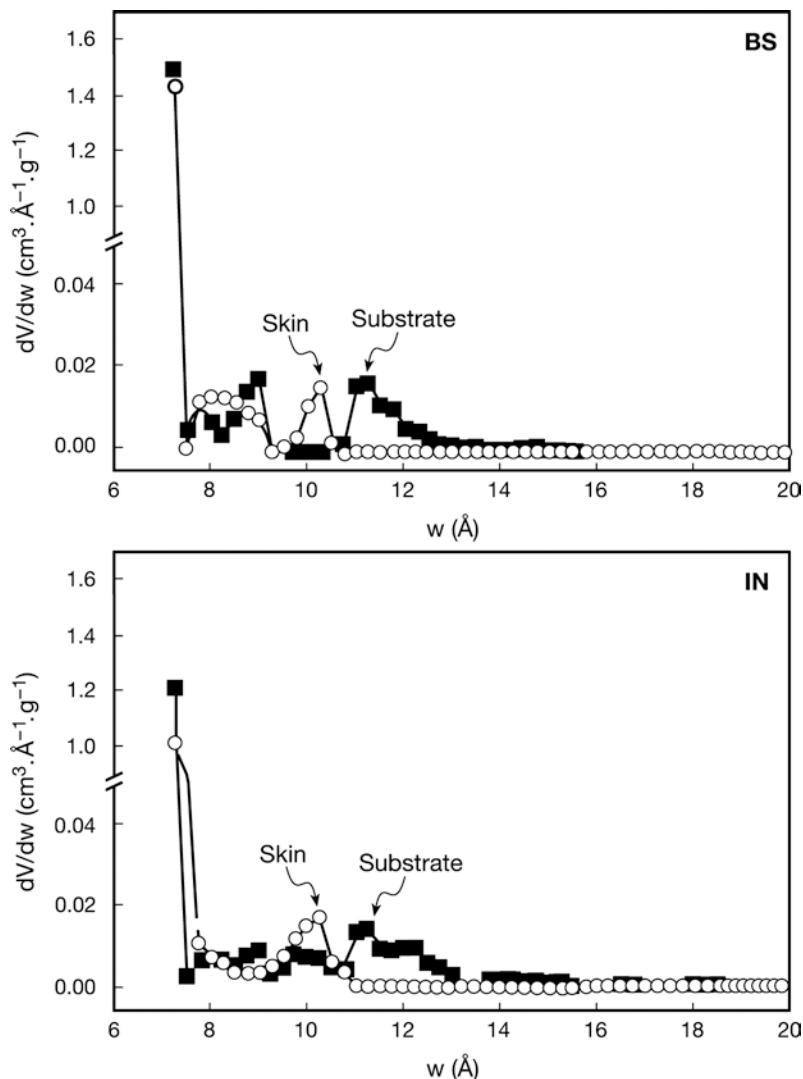 BS
1.6
1.4
1.2
1.0
0.04
0.02
0.00
dV/dw (cm³.Å⁻¹.g⁻¹)
Skin
Substrate
6 8 10 12 14 16 18 20
w (Å)
IN
1.6
1.4
1.2
1.0
0.04
0.02
0.00
dV/dw (cm³.Å⁻¹.g⁻¹)
Skin
Substrate
6 8 10 12 14 16 18 20
w (Å)